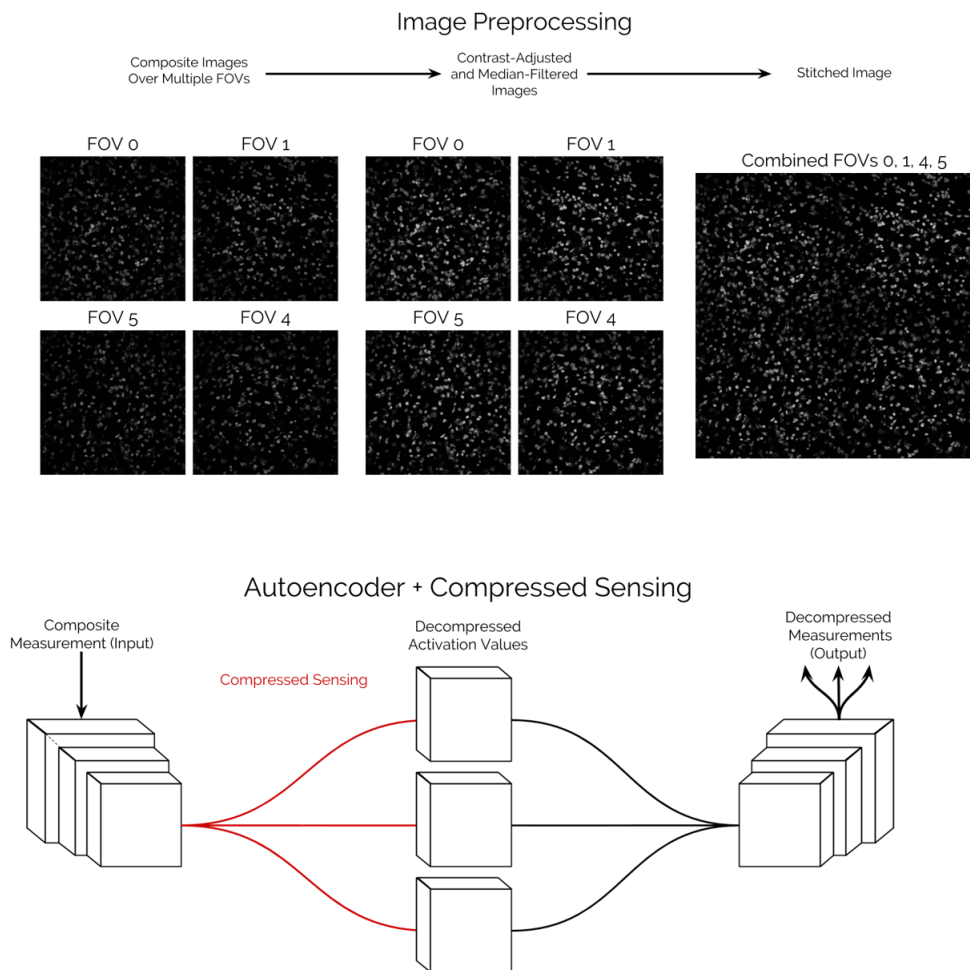 Image Preprocessing
Composite Images
Over Multiple FOVs
Contrast-Adjusted
and Median-Filtered
Images
Stitched Image
FOV 0
FOV 1
FOV 0
FOV 1
Combined FOVs 0, 1, 4, 5
FOV 5
FOV 4
FOV 5
FOV 4
Autoencoder + Compressed Sensing
Composite
Measurement (Input)
Decompressed
Activation Values
Decompressed
Measurements
(Output)
Compressed Sensing